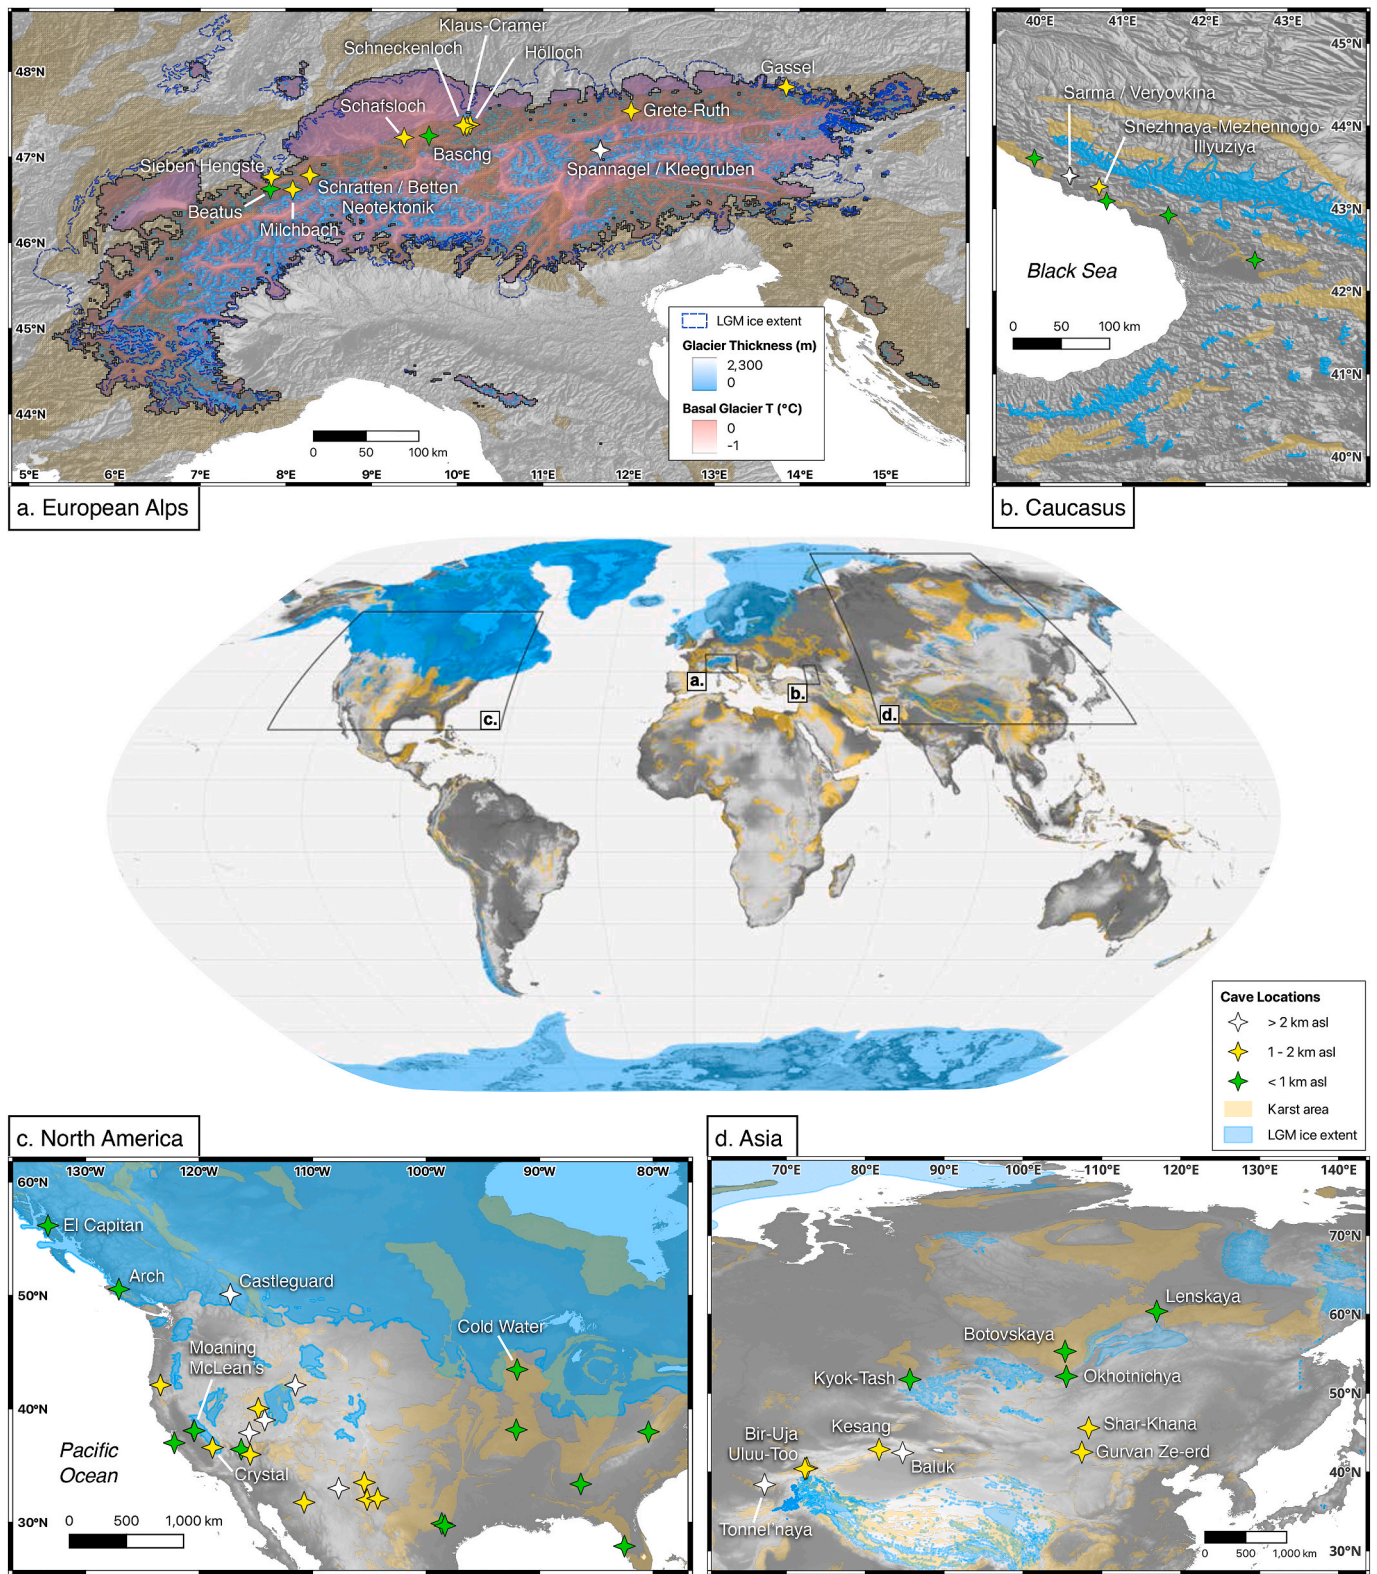 Klaus-Cramer
Schneckenloch
Hölloch
Gassel
Schafsloch
Grete-Ruth
Baschg
Sieben Hengste
Spannagel / Kleegruben
Schratten / Betten
Neotektonik
Beatus
Milchbach
48°N
47°N
46°N
45°N
44°N
LGM ice extent
Glacier Thickness (m)
2,300
0
Basal Glacier T (°C)
0
-1
0 50 100 km
5°E 6°E 7°E 8°E 9°E 10°E 11°E 12°E 13°E 14°E 15°E
a. European Alps
40°E 41°E 42°E 43°E
45°N
Sarma / Veryovkina
Snezhnaya-Mezhennogo-
Illyuziya
44°N
43°N
Black Sea
42°N
0 50 100 km
41°N
40°N
b. Caucasus
a.
b.
c.
d.
Cave Locations
> 2 km asl
1 - 2 km asl
< 1 km asl
Karst area
LGM ice extent
c. North America
130°W 120°W 110°W 100°W 90°W 80°W
60°N
El Capitan
Arch
Castleguard
50°N
Cold Water
Moaning
McLean's
40°N
Pacific
Ocean
Crystal
0 500 1,000 km
30°N
d. Asia
70°E 80°E 90°E 100°E 110°E 120°E 130°E 140°E
70°N
Lenskaya
60°N
Botovskaya
Kyok-Tash
Okhotnichya
50°N
Kesang
Shar-Khana
Bir-Uja
Uluu-Too
Gurvan Ze-erd
Baluk
40°N
Tonnel'naya
0 500 1,000 km
30°N